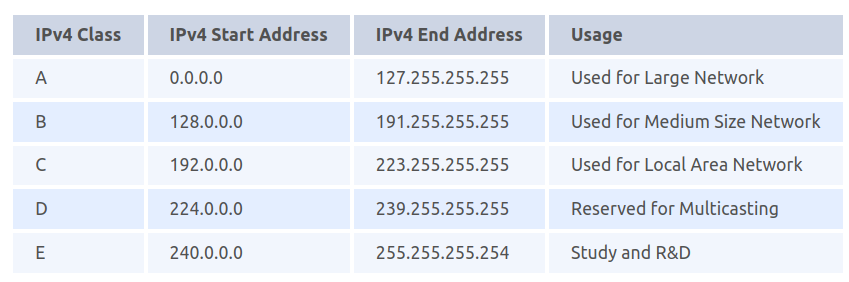 IPv4 Class IPv4 Start Address IPv4 End Address Usage
A 0.0.0.0 127.255.255.255 Used for Large Network
B 128.0.0.0 191.255.255.255 Used for Medium Size Network
C 192.0.0.0 223.255.255.255 Used for Local Area Network
D 224.0.0.0 239.255.255.255 Reserved for Multicasting
E 240.0.0.0 255.255.255.254 Study and R&D